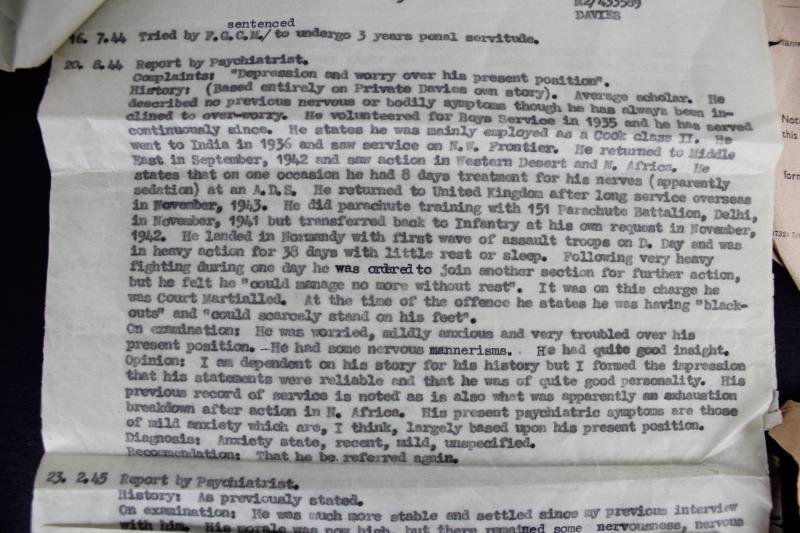 DAVIES
sentenced
16. 7.44 Tried by F.G.C.M./ to undergo 3 years penal servitude.
20. 8.44 Report by Psychiatrist.
Complaints: "Depression and worry over his present position".
History: (Based entirely on Private Davies own story). Average scholar. He
described no previous nervous or bodily symptoms though he has always been in-
clined to over-worry. He volunteered for Boys Service in 1935 and he has served
continuously since. He states he was mainly employed as a Cook class II. He
went to India in 1936 and saw service on N.W. Frontier. He returned to Middle
East in September, 1942 and saw action in Western Desert and N. Africa. He
states that on one occasion he had 8 days treatment for his nerves (apparently
sedation) at an A.D.S. He returned to United Kingdom after long service overseas
in November, 1943. He did parachute training with 151 Parachute Battalion, Delhi,
in November, 1941 but transferred back to Infantry at his own request in November,
1942. He landed in Normandy with first wave of assault troops on D. Day and was
in heavy action for 38 days with little rest or sleep. Following very heavy
fighting during one day he was ordered to join another section for further action,
but he felt he "could manage no more without rest". It was on this charge he
was Court Martialled. At the time of the offence he states he was having "black-
outs" and "could scarcely stand on his feet".
On examination: He was worried, mildly anxious and very troubled over his
present position. -He had some nervous mannerisms. He had quite good insight.
Opinion: I am dependent on his story for his history but I formed the impression
that his statements were reliable and that he was of quite good personality. His
previous record of service is noted as is also what was apparently an exhaustion
breakdown after action in N. Africa. His present psychiatric symptoms are those
of mild anxiety which are, I think, largely based upon his present position.
Diagnosis: Anxiety state, recent, mild, unspecified.
Recommendation: That he be referred again.
23. 2.45 Report by Psychiatrist.
History: As previously stated.
On examination: He was much more stable and settled since my previous interview
with him. His morale was now high, but there remained some nervousness, nervous
this
form